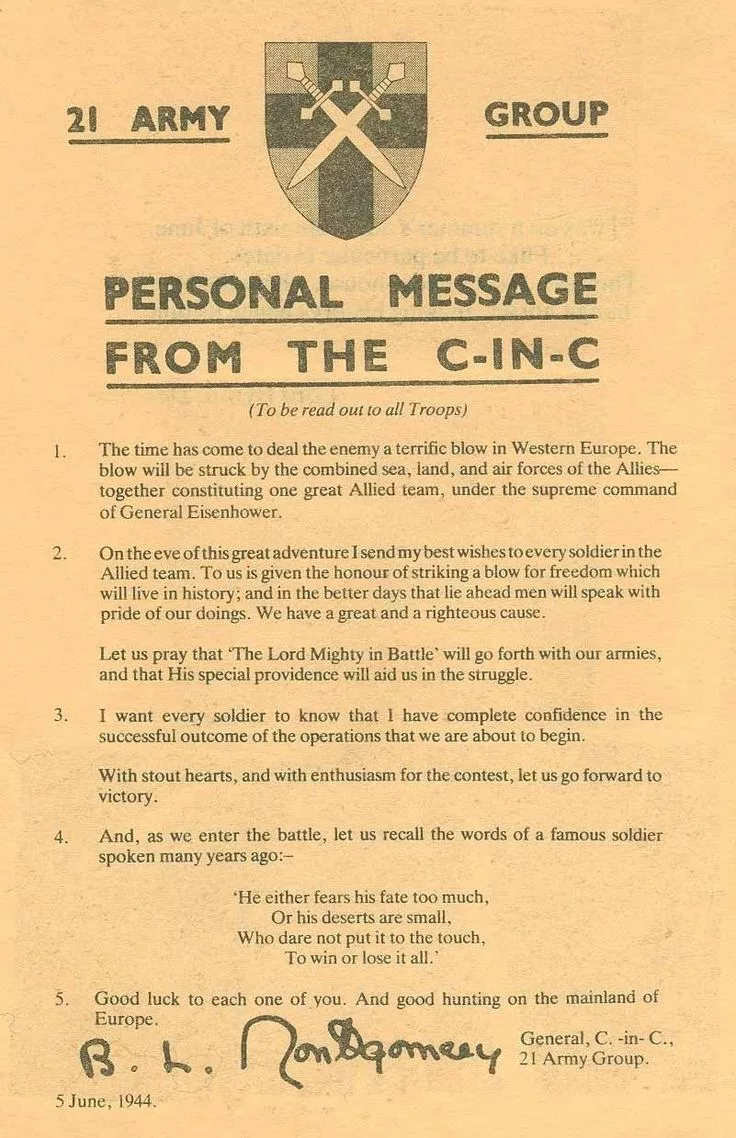 21 ARMY GROUP
PERSONAL MESSAGE
FROM THE C-IN-C
(To be read out to all Troops)
1. The time has come to deal the enemy a terrific blow in Western Europe. The
blow will be struck by the combined sea, land, and air forces of the Allies—
together constituting one great Allied team, under the supreme command
of General Eisenhower.
2. On the eve of this great adventure I send my best wishes to every soldier in the
Allied team. To us is given the honour of striking a blow for freedom which
will live in history; and in the better days that lie ahead men will speak with
pride of our doings. We have a great and a righteous cause.
Let us pray that ‘The Lord Mighty in Battle’ will go forth with our armies,
and that His special providence will aid us in the struggle.
3. I want every soldier to know that I have complete confidence in the
successful outcome of the operations that we are about to begin.
With stout hearts, and with enthusiasm for the contest, let us go forward to
victory.
4. And, as we enter the battle, let us recall the words of a famous soldier
spoken many years ago:–
‘He either fears his fate too much,
Or his deserts are small,
Who dare not put it to the touch,
To win or lose it all.’
5. Good luck to each one of you. And good hunting on the mainland of
Europe.
B. L. Montgomery
General, C. -in- C.,
21 Army Group.
5 June, 1944.